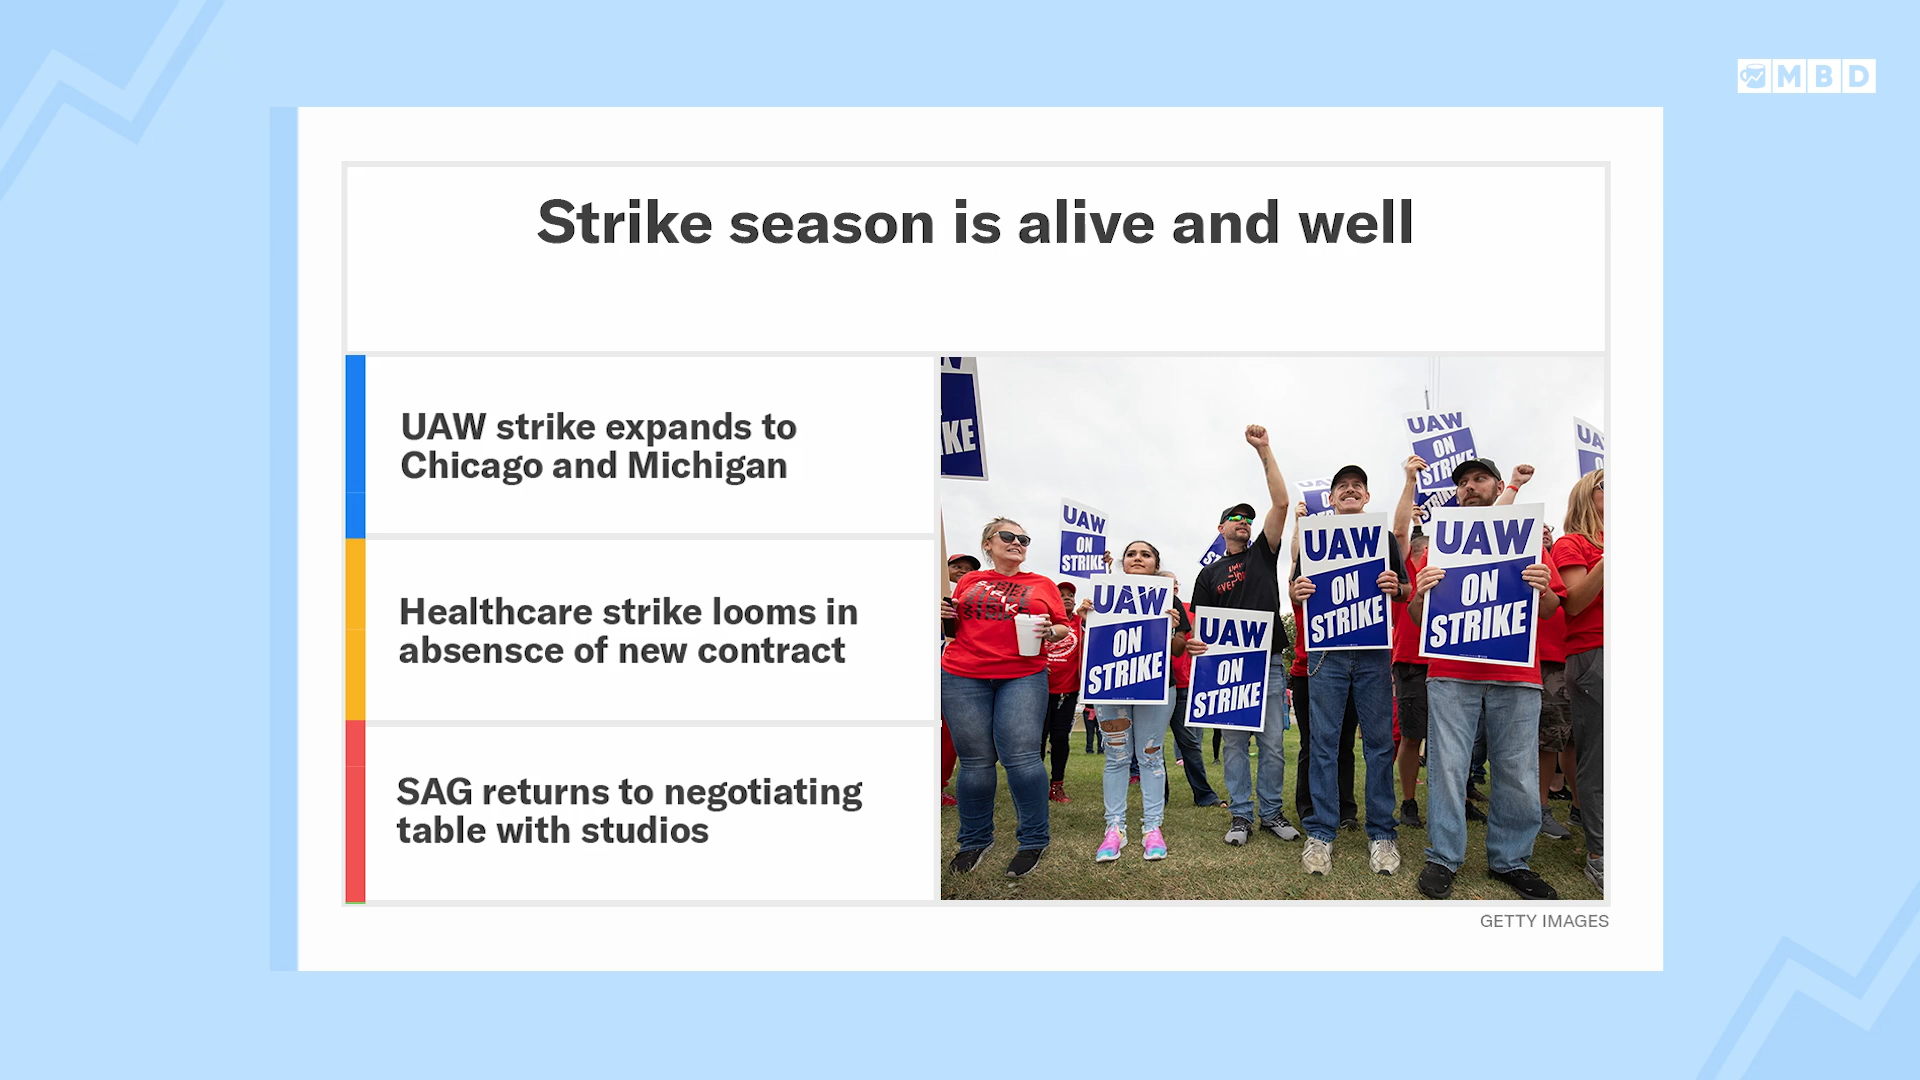 MBD
Strike season is alive and well
UAW strike expands to
Chicago and Michigan
Healthcare strike looms in
absensce of new contract
SAG returns to negotiating
table with studios
KE
UAW
ON
STRIKE
UAW
ON
STRIKE
UAW
ON
STRIKE
UAW
ON
STRIKE
UAW
ON
STRIKE
UAW
ON
STRIKE
UA
GETTY IMAGES